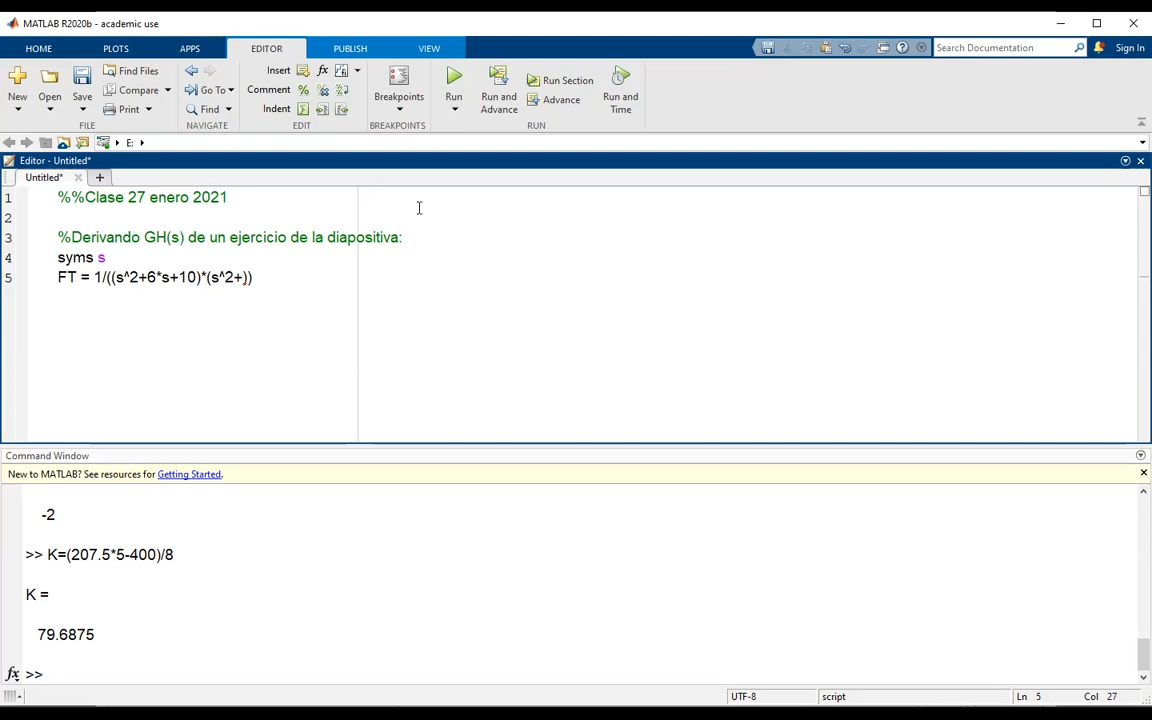 MATLAB R2020b - academic use
HOME PLOTS APPS EDITOR PUBLISH VIEW
Search Documentation
Sign In
New
Open
Save
Find Files
Compare
Print
FILE
Go To
Find
NAVIGATE
Insert
Comment
Indent
EDIT
Breakpoints
BREAKPOINTS
Run
Run and Advance
Run Section
Advance
Run and Time
RUN
E:
Editor - Untitled*
Untitled*
1 %%Clase 27 enero 2021
2
3 %Derivando GH(s) de un ejercicio de la diapositiva:
4 syms s
5 FT = 1/((s^2+6*s+10)*(s^2+))
Command Window
New to MATLAB? See resources for Getting Started.
-2
>> K=(207.5*5-400)/8
K =
79.6875
fx >>
UTF-8 script Ln 5 Col 27